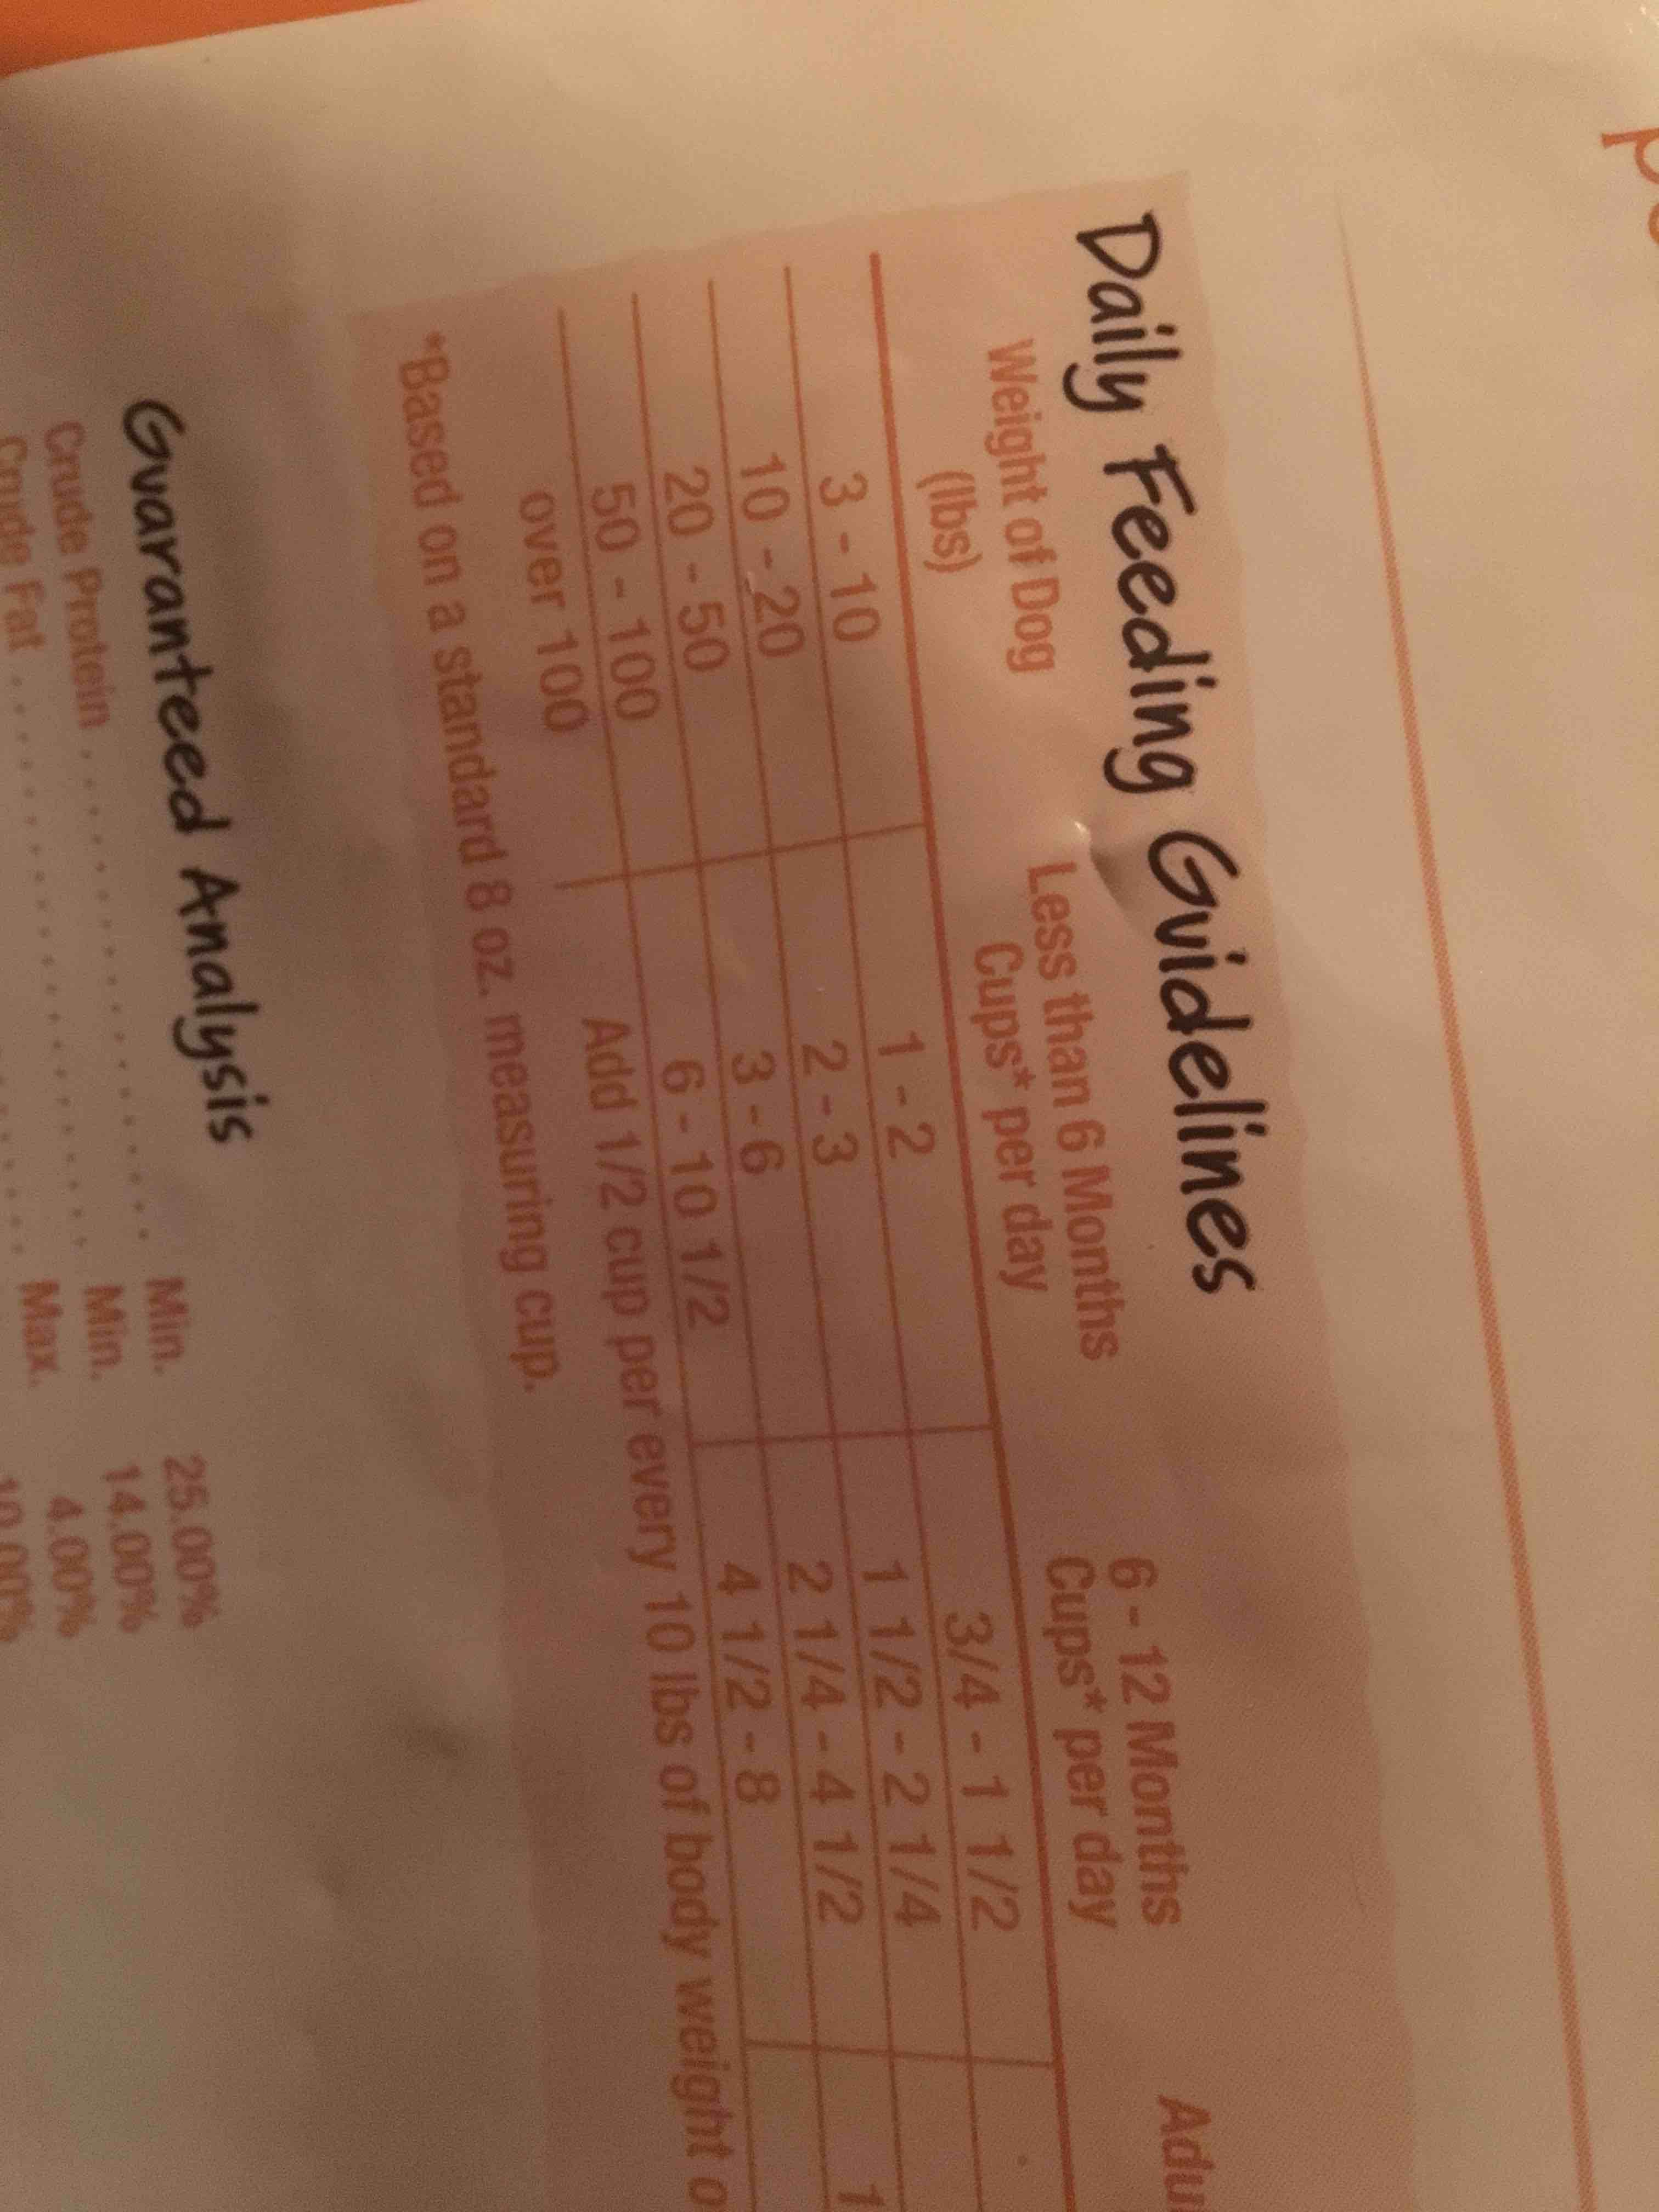 Daily Feeding Guidelines
Weight of Dog (lbs) Less than 6 Months Cups* per day 6 - 12 Months Cups* per day
3 - 10 1 - 2 3/4 - 1 1/2
10 - 20 2 - 3 1 1/2 - 2 1/4
20 - 50 3 - 6 2 1/4 - 4 1/2 1
50 - 100 6 - 10 1/2 4 1/2 - 8
over 100 Add 1/2 cup per every 10 lbs of body weight o
*Based on a standard 8 oz. measuring cup.
Guaranteed Analysis
Crude Protein Min. 25.00%
Crude Fat Min. 14.00%
Max. 4.00%
10.00%